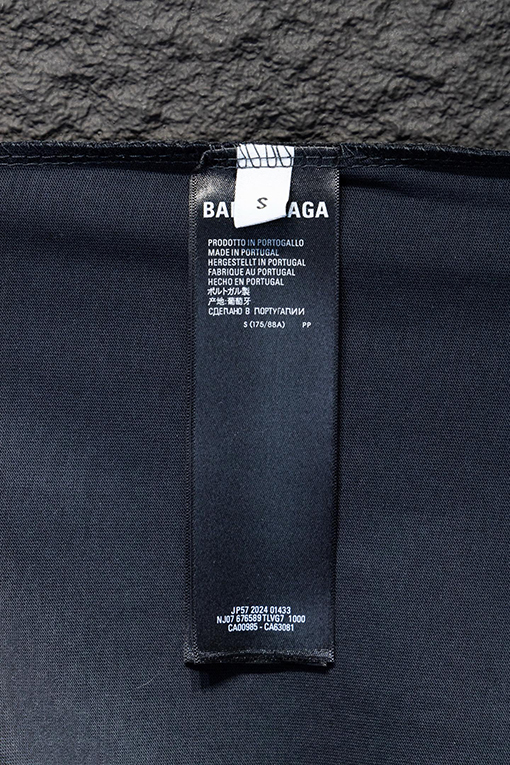 S
BA AGA
PRODOTTO IN PORTOGALLO
MADE IN PORTUGAL
HERGESTELLT IN PORTUGAL
FABRIQUE AU PORTUGAL
HECHO EN PORTUGAL
ポルトガル製
产地:葡萄牙
СДЕЛАНО В ПОРТУГАЛИИ
S (175/88A) PP
JP57 2024 01433
NJ07 676589TLVG7 1000
CA00985 - CA63081